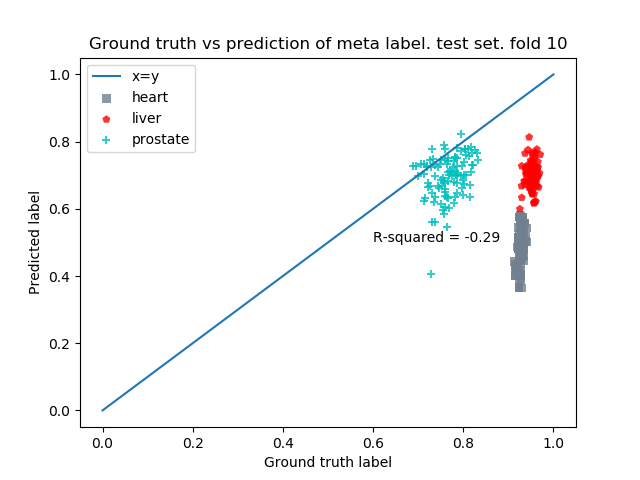 Ground truth vs prediction of meta label. test set. fold 10
x=y
heart
liver
prostate
R-squared = -0.29
1.0
0.8
0.6
0.4
0.2
0.0
Predicted label
0.0 0.2 0.4 0.6 0.8 1.0
Ground truth label